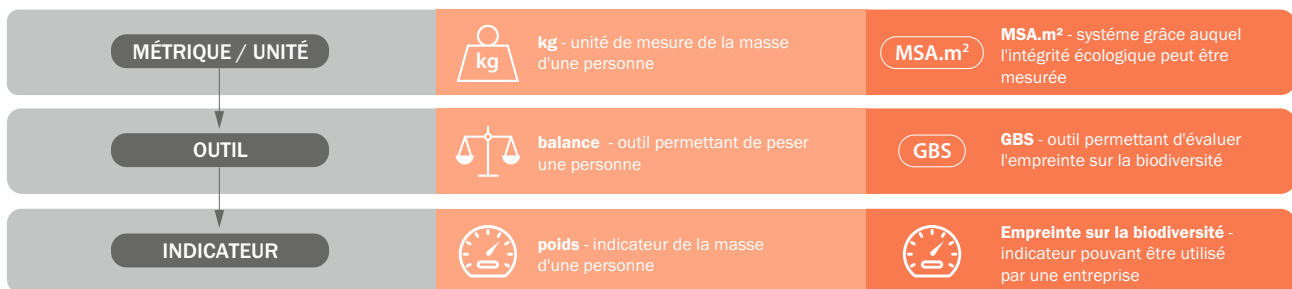 MÉTRIQUE / UNITÉ
kg
kg - unité de mesure de la masse
d'une personne
MSA.m²
MSA.m² - systéme grâce auquel
l'intégrité écologique peut être
mesurée
OUTIL
balance - outil permettant de peser
une personne
GBS
GBS - outil permettant d'évaluer
l'empreinte sur la biodiversité
INDICATEUR
poids - indicateur de la masse
d'une personne
Empreinte sur la biodiversité -
indicateur pouvant être utilisé
par une entreprise